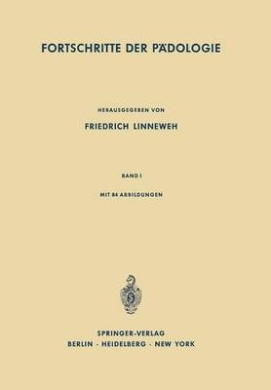 FORTSCHRITTE DER PÄDOLOGIE
HERAUSGEGEBEN VON
FRIEDRICH LINNEWEH
BAND I
MIT 84 ABBILDUNGEN
SPRINGER-VERLAG
BERLIN · HEIDELBERG · NEW YORK